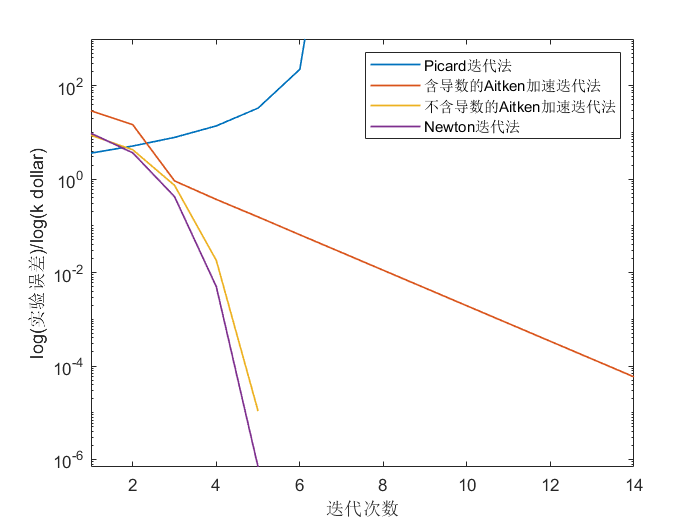 Picard迭代法
含导数的Aitken加速迭代法
不含导数的Aitken加速迭代法
Newton迭代法
log(实验误差)/log(k dollar)
10^2
10^0
10^-2
10^-4
10^-6
2
4
6
8
10
12
14
迭代次数